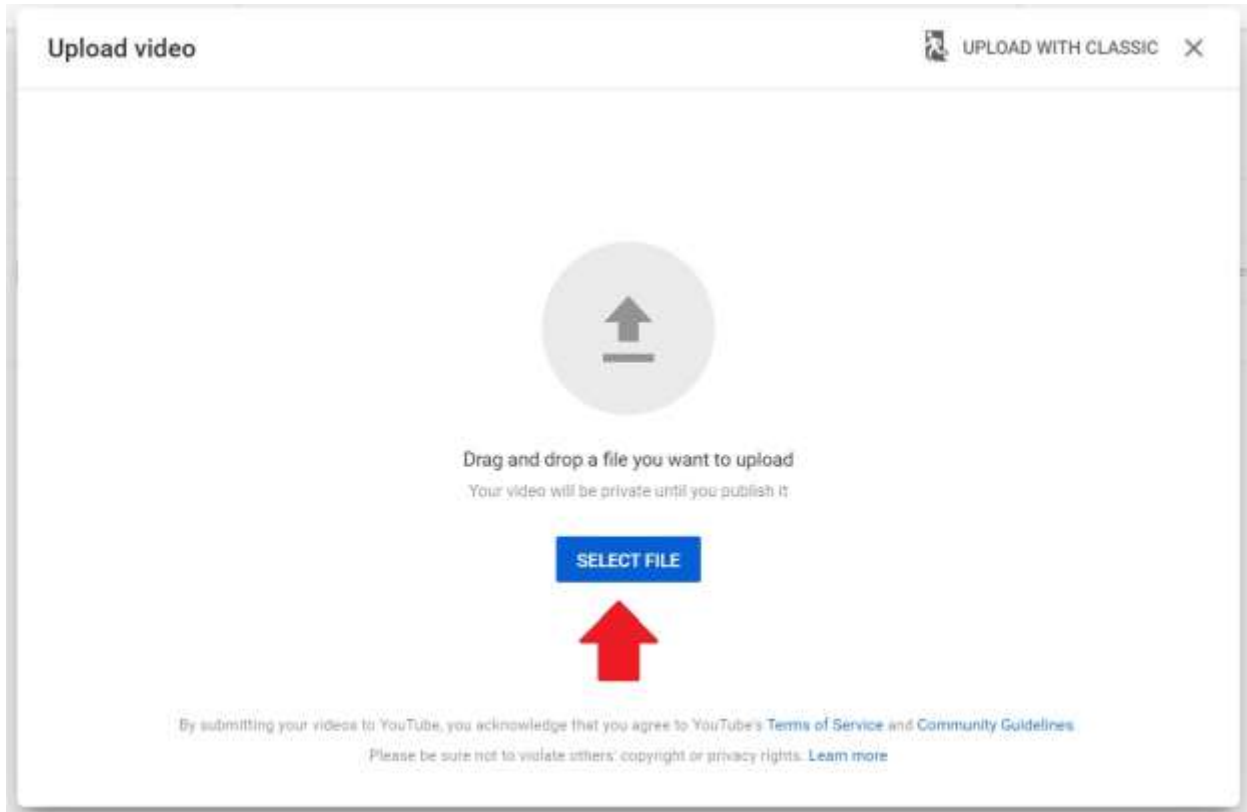 Upload video
UPLOAD WITH CLASSIC
Drag and drop a file you want to upload
Your video will be private until you publish it
SELECT FILE
By submitting your videos to YouTube, you acknowledge that you agree to YouTube's Terms of Service and Community Guidelines
Please be sure not to violate others' copyright or privacy rights. Learn more